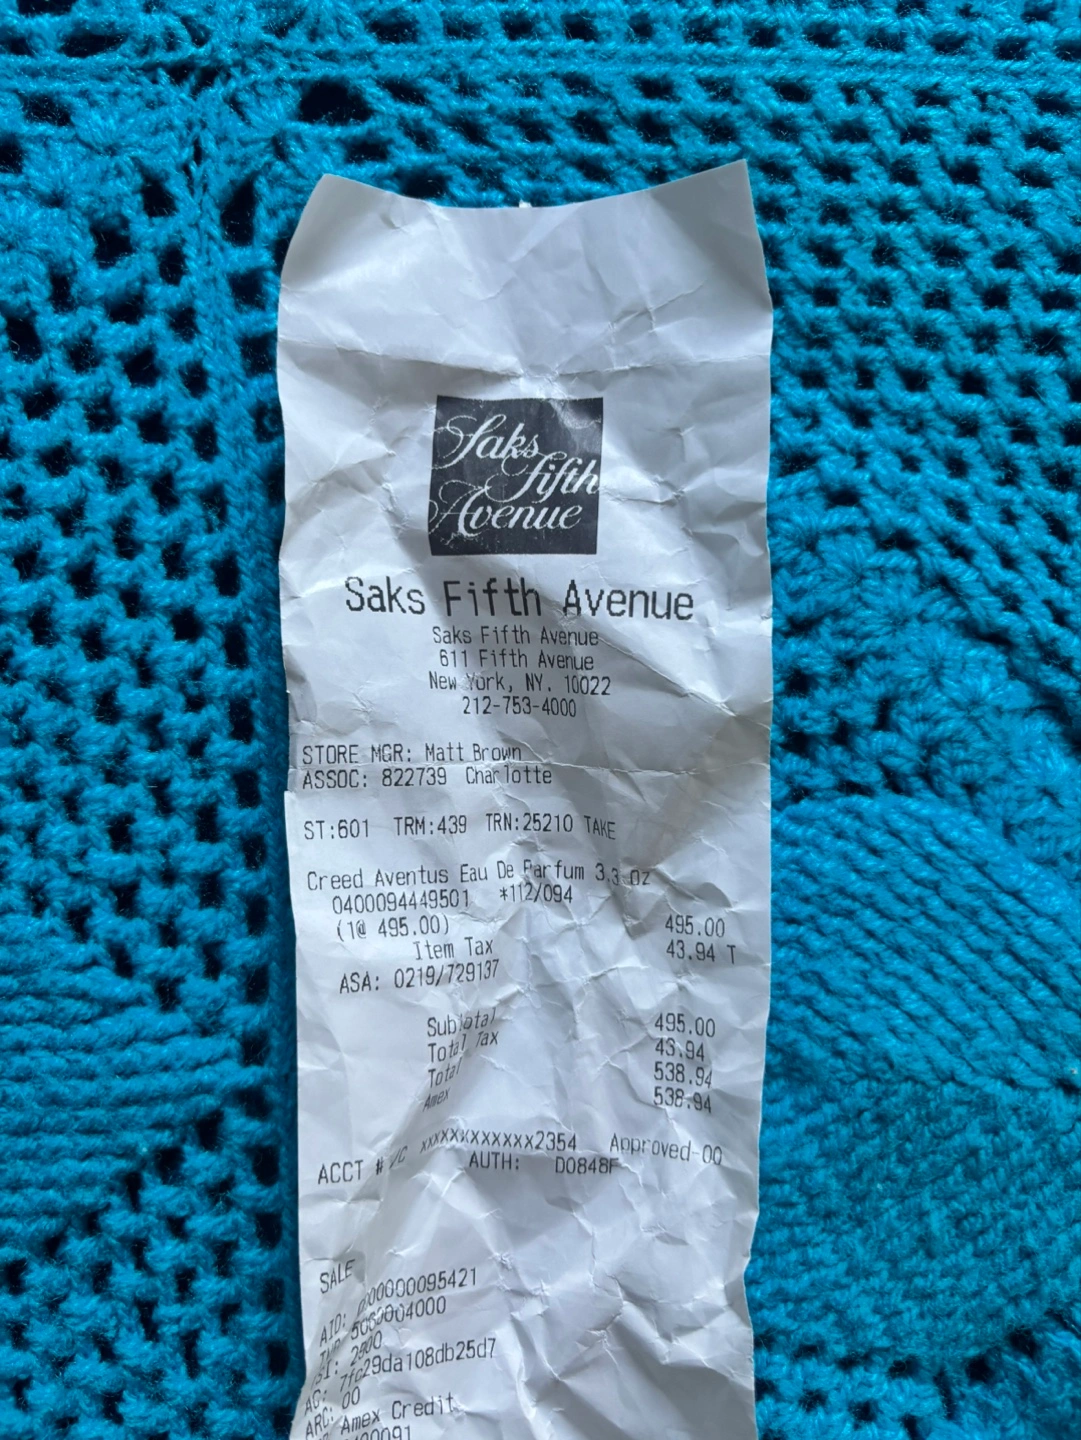 Saks
Fifth
Avenue
Saks Fifth Avenue
Saks Fifth Avenue
611 Fifth Avenue
New York, NY. 10022
212-753-4000
STORE MGR: Matt Brown
ASSOC: 822739 Charlotte
ST:601 TRM:439 TRN:25210 TAKE
Creed Aventus Eau De Parfum 3.3 oz
0400094449501 *112/094
(1@ 495.00) 495.00
Item Tax 43.94 T
ASA: 0219/729137
Subtotal 495.00
Total Tax 43.94
Total 538.94
Amex 538.94
ACCT # xxxxxxxxxxxx2354 Approved-00
AUTH: D0848F
SALE
AID:
2800
AC: 7fc29da108db25d7
ARC: 00
Amex Credit